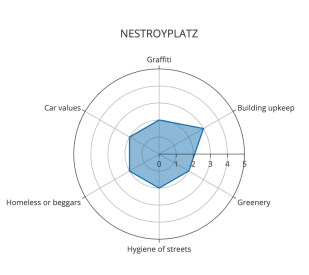 NESTROYPLATZ
Graffiti
Car values
Building upkeep
0 1 2 3 4 5
Homeless or beggars
Greenery
Hygiene of streets